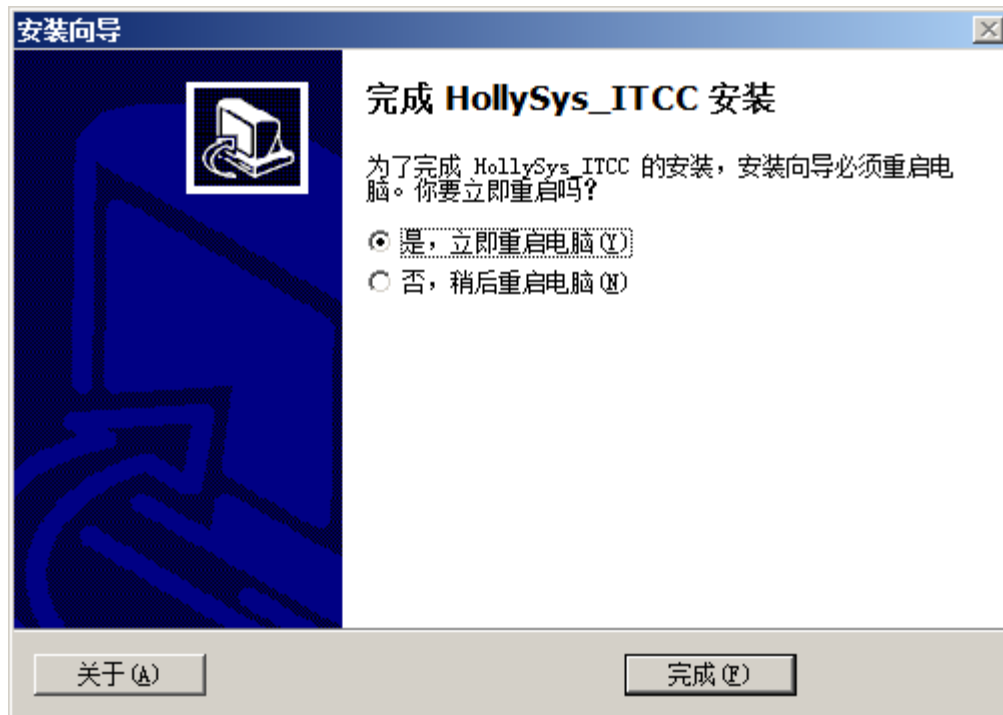 安装向导
完成 HollySys_ITCC 安装
为了完成 HollySys_ITCC 的安装，安装向导必须重启电
脑。你要立即重启吗？
是，立即重启电脑(Y)
否，稍后重启电脑(N)
关于(A)
完成(F)